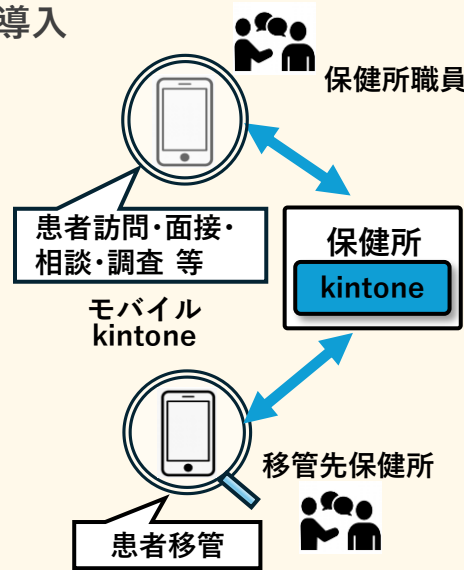 導入
保健所職員
患者訪問・面接・
相談・調査 等
モバイル
kintone
保健所
kintone
移管先保健所
患者移管